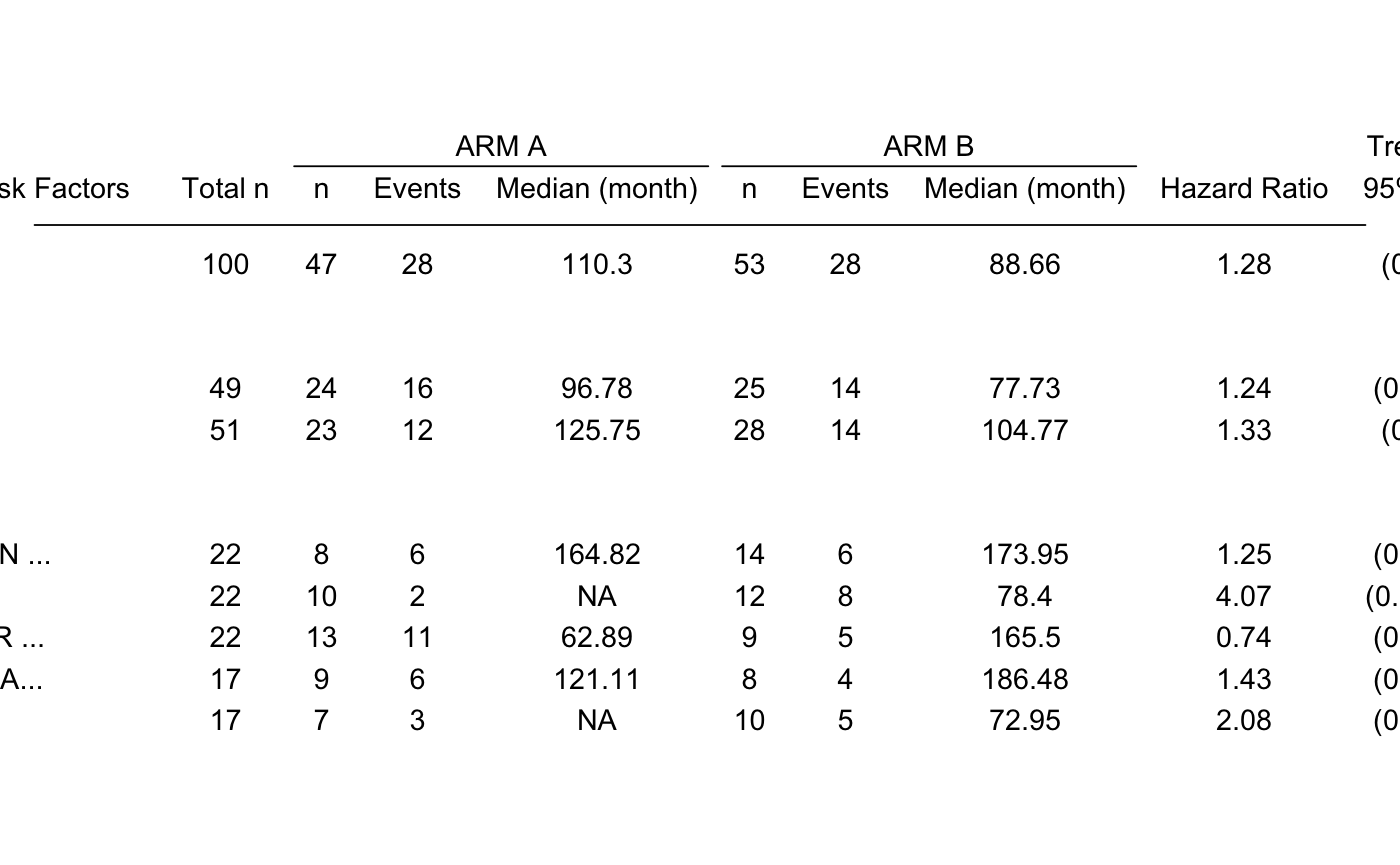 ARM A ARM B Tre
sk Factors Total n n Events Median (month) n Events Median (month) Hazard Ratio 95%
100 47 28 110.3 53 28 88.66 1.28 (0
49 24 16 96.78 25 14 77.73 1.24 (0
51 23 12 125.75 28 14 104.77 1.33 (0
N ... 22 8 6 164.82 14 6 173.95 1.25 (0
22 10 2 NA 12 8 78.4 4.07 (0.
R ... 22 13 11 62.89 9 5 165.5 0.74 (0
A... 17 9 6 121.11 8 4 186.48 1.43 (0
17 7 3 NA 10 5 72.95 2.08 (0